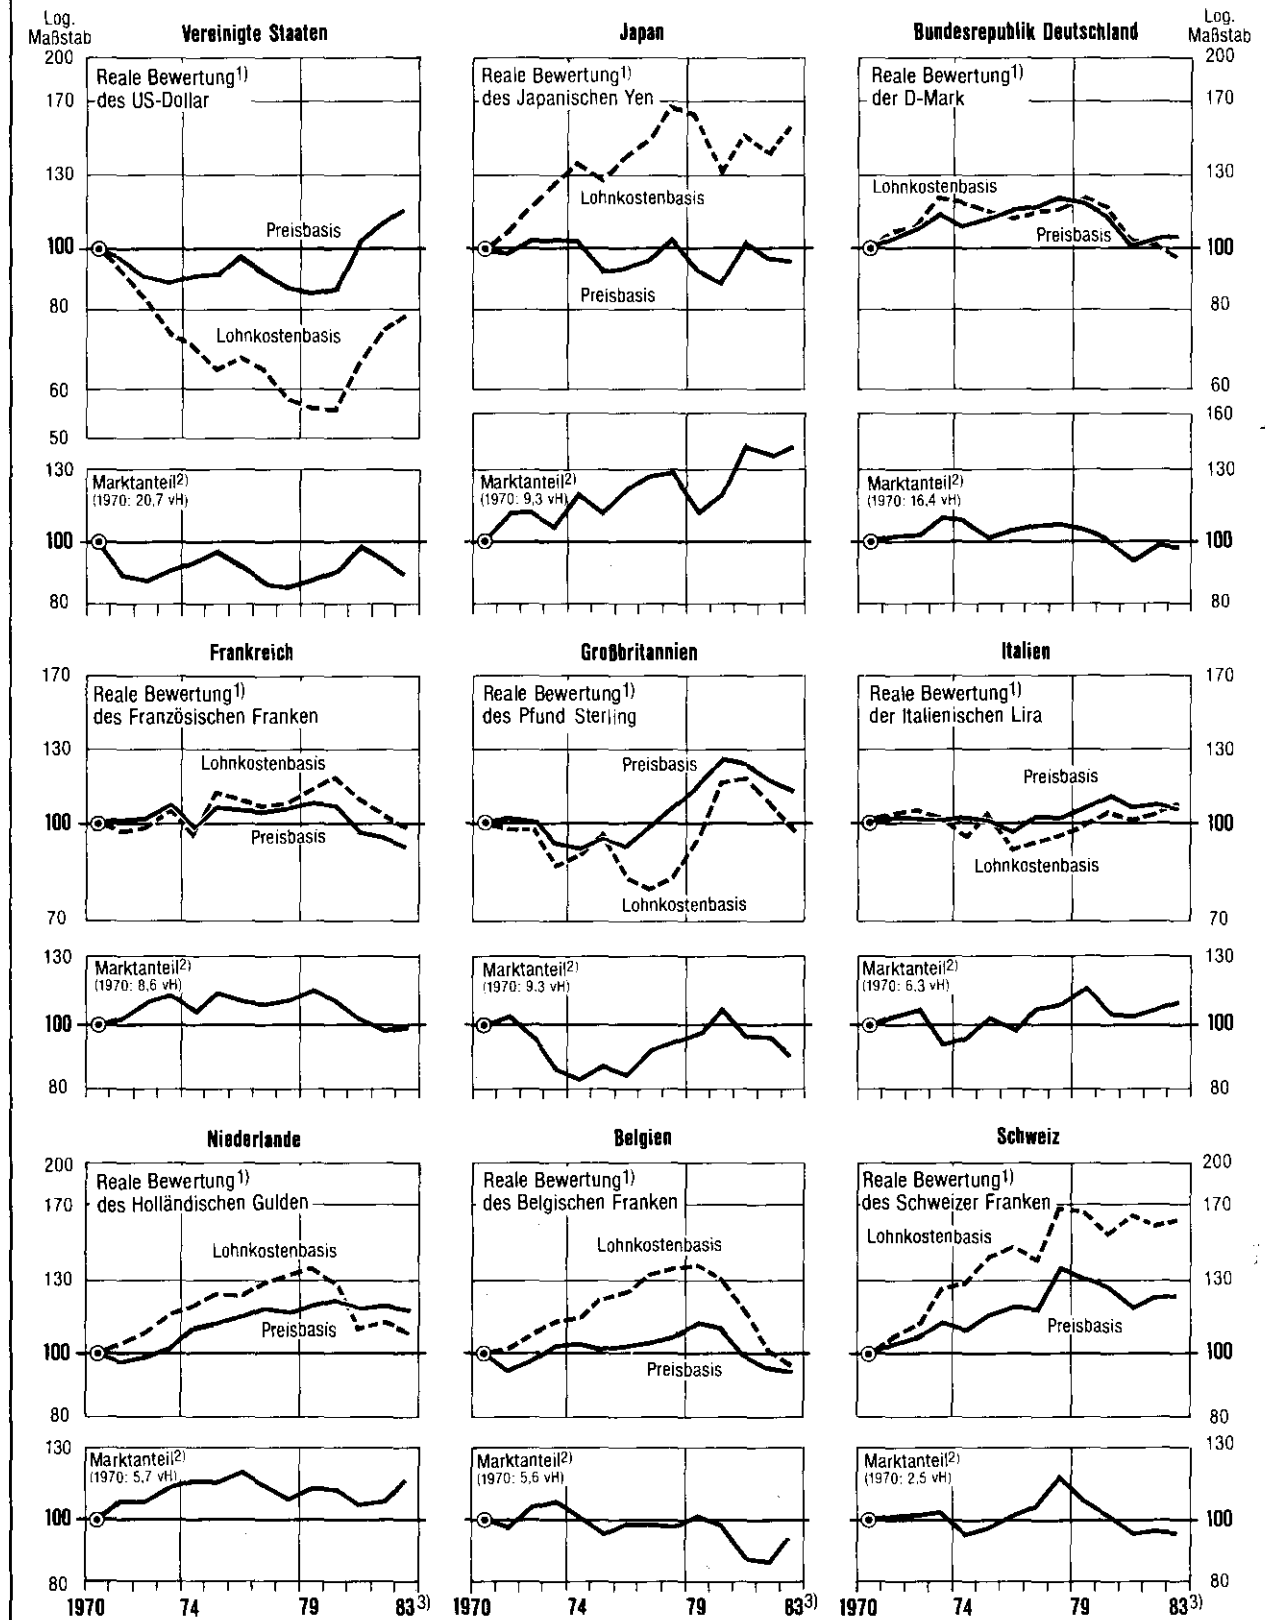 Log.
Maßstab
Vereinigte Staaten
Japan
Bundesrepublik Deutschland
Log.
Maßstab
200
170
130
100
80
60
50
Reale Bewertung1)
des US-Dollar
Preisbasis
Lohnkostenbasis
Reale Bewertung1)
des Japanischen Yen
Lohnkostenbasis
Preisbasis
Reale Bewertung1)
der D-Mark
Lohnkostenbasis
Preisbasis
200
170
130
100
80
60
130
100
80
Marktanteil2)
(1970: 20,7 vH)
Marktanteil2)
(1970: 9,3 vH)
Marktanteil2)
(1970: 16,4 vH)
160
130
100
80
Frankreich
Großbritannien
Italien
170
130
100
70
Reale Bewertung1)
des Französischen Franken
Lohnkostenbasis
Preisbasis
Reale Bewertung1)
des Pfund Sterling
Preisbasis
Lohnkostenbasis
Reale Bewertung1)
der Italienischen Lira
Preisbasis
Lohnkostenbasis
170
130
100
70
130
100
80
Marktanteil2)
(1970: 8,6 vH)
Marktanteil2)
(1970: 9.3 vH)
Marktanteil2)
(1970: 6.3 vH)
130
100
80
Niederlande
Belgien
Schweiz
200
170
130
100
80
Reale Bewertung1)
des Holländischen Gulden
Lohnkostenbasis
Preisbasis
Reale Bewertung1)
des Belgischen Franken
Lohnkostenbasis
Preisbasis
Reale Bewertung1)
des Schweizer Franken
Lohnkostenbasis
Preisbasis
200
170
130
100
80
130
100
80
Marktanteil2)
(1970: 5,7 vH)
Marktanteil2)
(1970: 5,6 vH)
Marktanteil2)
(1970: 2,5 vH)
130
100
80
1970 74 79 833)
1970 74 79 833)
1970 74 79 833)